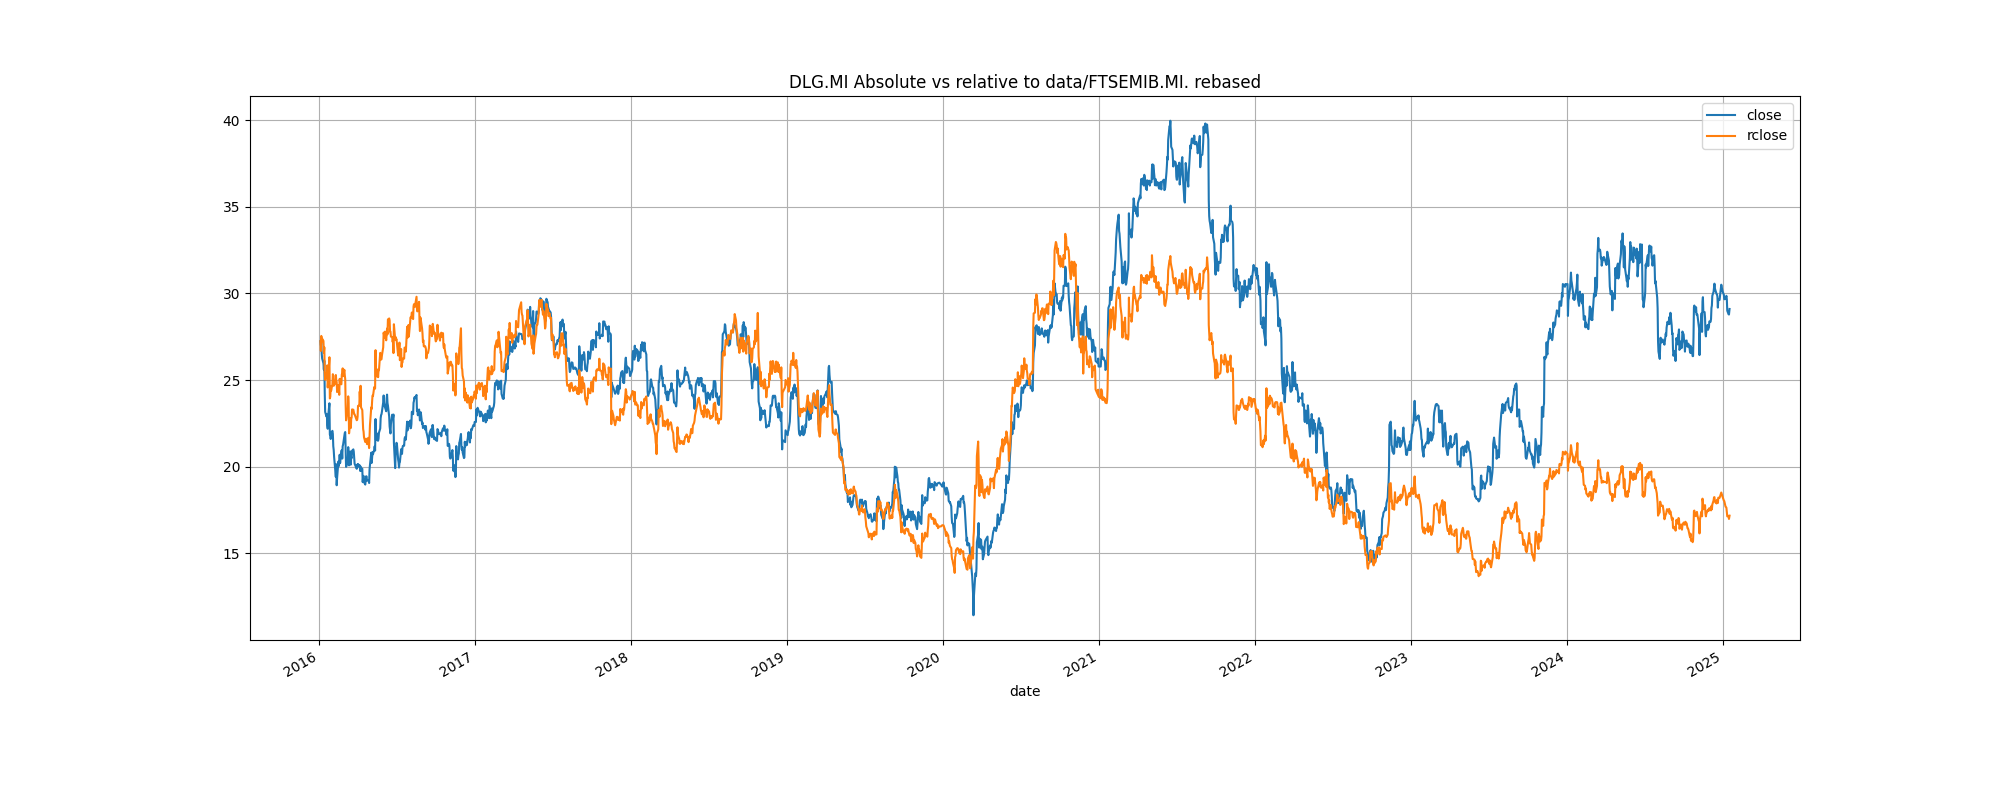 DLG.MI Absolute vs relative to data/FTSEMIB.MI. rebased
close
rclose
40
35
30
25
20
15
2016 2017 2018 2019 2020 2021 2022 2023 2024 2025
date